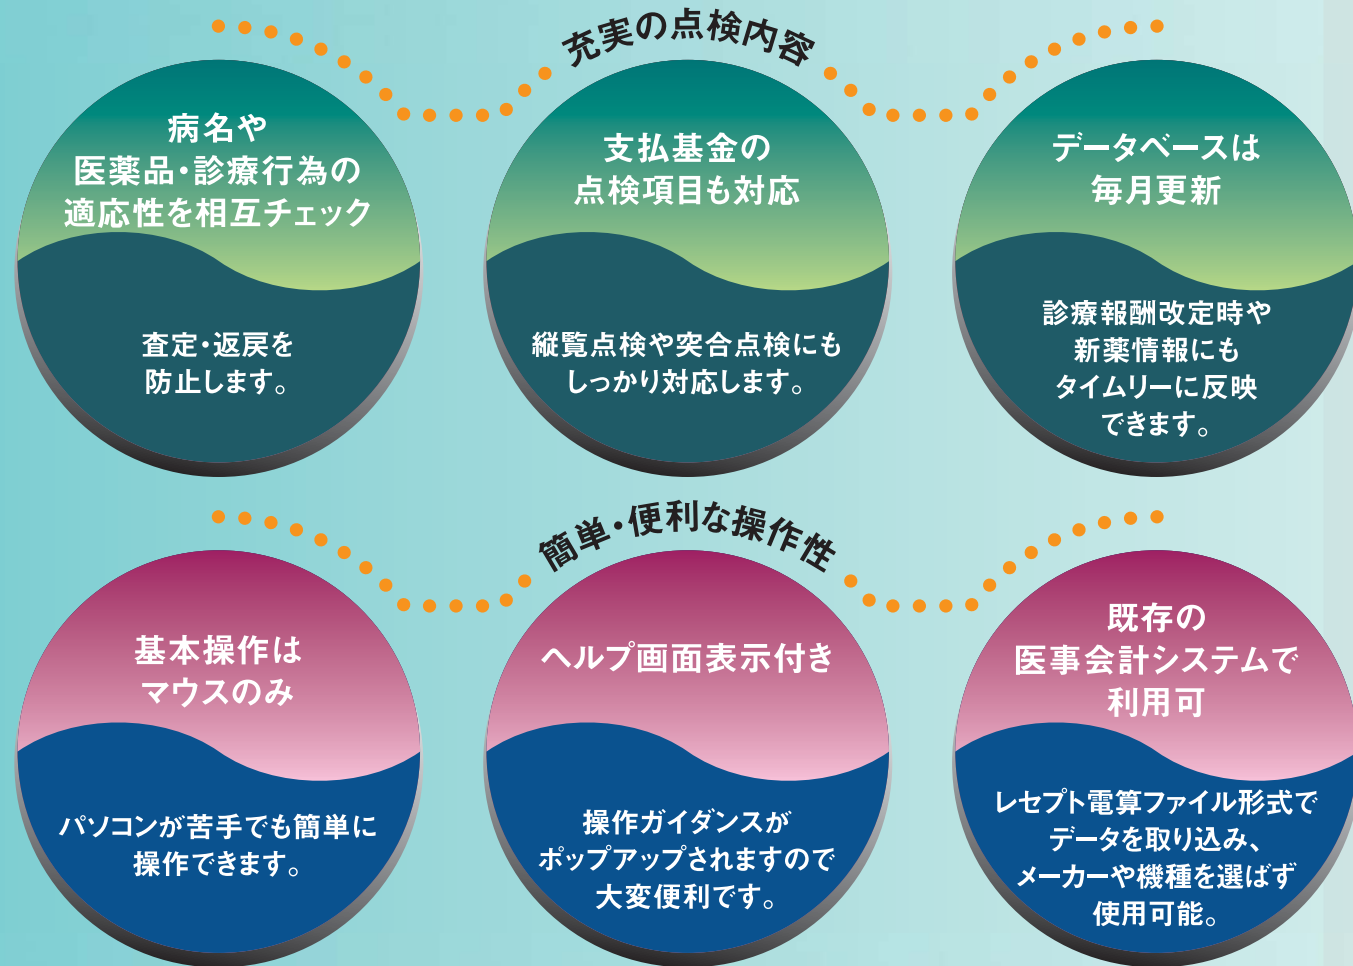 充実の点検内容
病名や
医薬品・診療行為の
適応性を相互チェック
査定・返戻を
防止します。
支払基金の
点検項目も対応
縦覧点検や突合点検にも
しっかり対応します。
データベースは
毎月更新
診療報酬改定時や
新薬情報にも
タイムリーに反映
できます。
簡単・便利な操作性
基本操作は
マウスのみ
パソコンが苦手でも簡単に
操作できます。
ヘルプ画面表示付き
操作ガイダンスが
ポップアップされますので
大変便利です。
既存の
医事会計システムで
利用可
レセプト電算ファイル形式で
データを取り込み、
メーカーや機種を選ばず
使用可能。